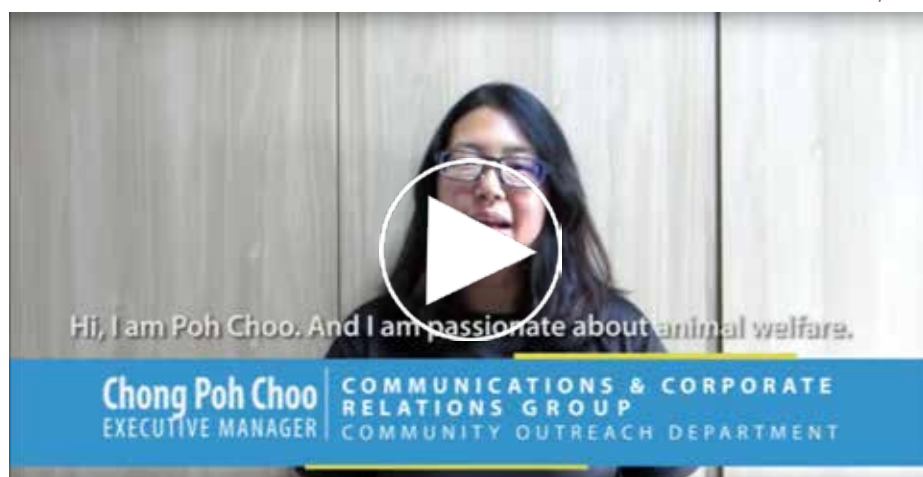 Hi, I am Poh Choo. And I am passionate about animal welfare.
Chong Poh Choo
EXECUTIVE MANAGER
COMMUNICATIONS & CORPORATE
RELATIONS GROUP
COMMUNITY OUTREACH DEPARTMENT